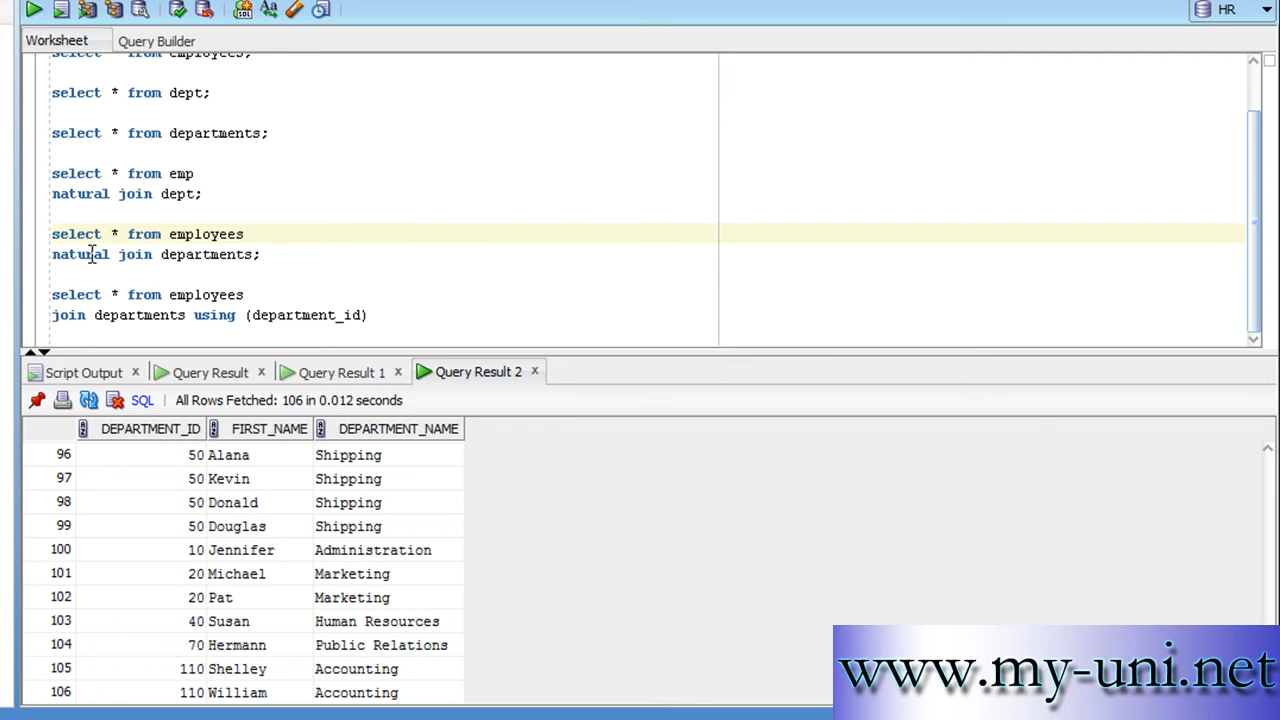 HR
Worksheet
Query Builder
select * from employees;
select * from dept;
select * from departments;
select * from emp
natural join dept;
select * from employees
natural join departments;
select * from employees
join departments using (department_id)
Script Output
Query Result
Query Result 1
Query Result 2
SQL
All Rows Fetched: 106 in 0.012 seconds
DEPARTMENT_ID FIRST_NAME DEPARTMENT_NAME
96 50 Alana Shipping
97 50 Kevin Shipping
98 50 Donald Shipping
99 50 Douglas Shipping
100 10 Jennifer Administration
101 20 Michael Marketing
102 20 Pat Marketing
103 40 Susan Human Resources
104 70 Hermann Public Relations
105 110 Shelley Accounting
106 110 William Accounting
www.my-uni.net